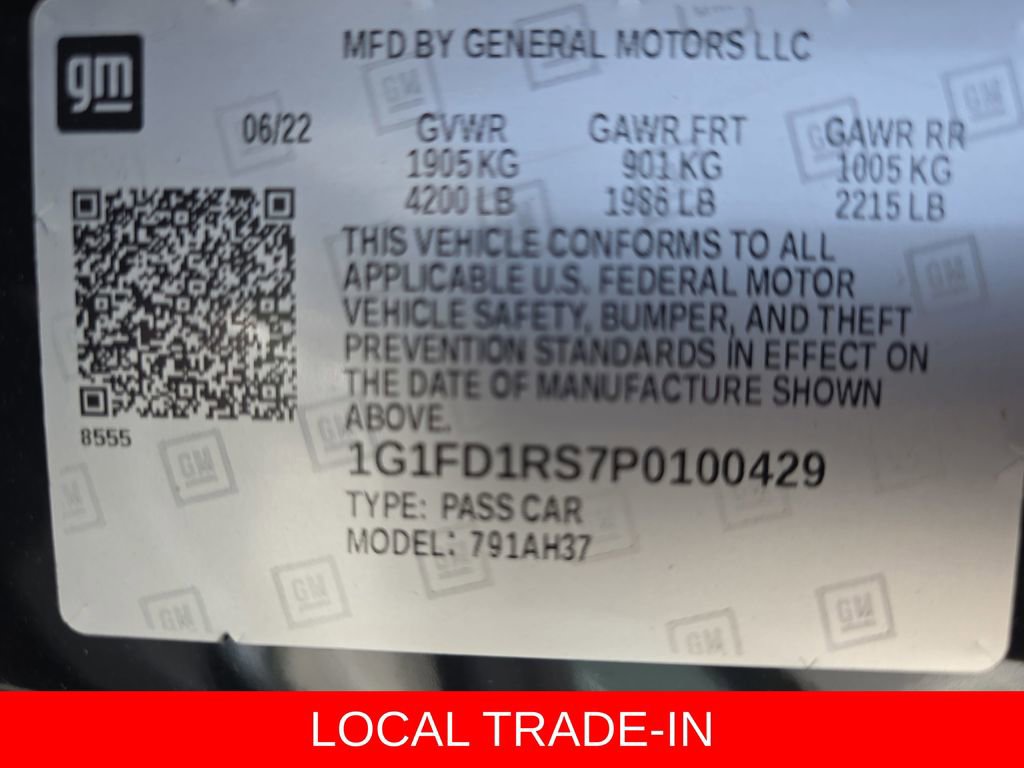 gm
MFD BY GENERAL MOTORS LLC
06/22 GVWR GAWR FRT GAWR RR
1905 KG 901 KG 1005 KG
4200 LB 1986 LB 2215 LB
THIS VEHICLE CONFORMS TO ALL
APPLICABLE U.S. FEDERAL MOTOR
VEHICLE SAFETY, BUMPER, AND THEFT
PREVENTION STANDARDS IN EFFECT ON
THE DATE OF MANUFACTURE SHOWN
ABOVE.
8555
1G1FD1RS7P0100429
TYPE: PASS CAR
MODEL: 791AH37
LOCAL TRADE-IN